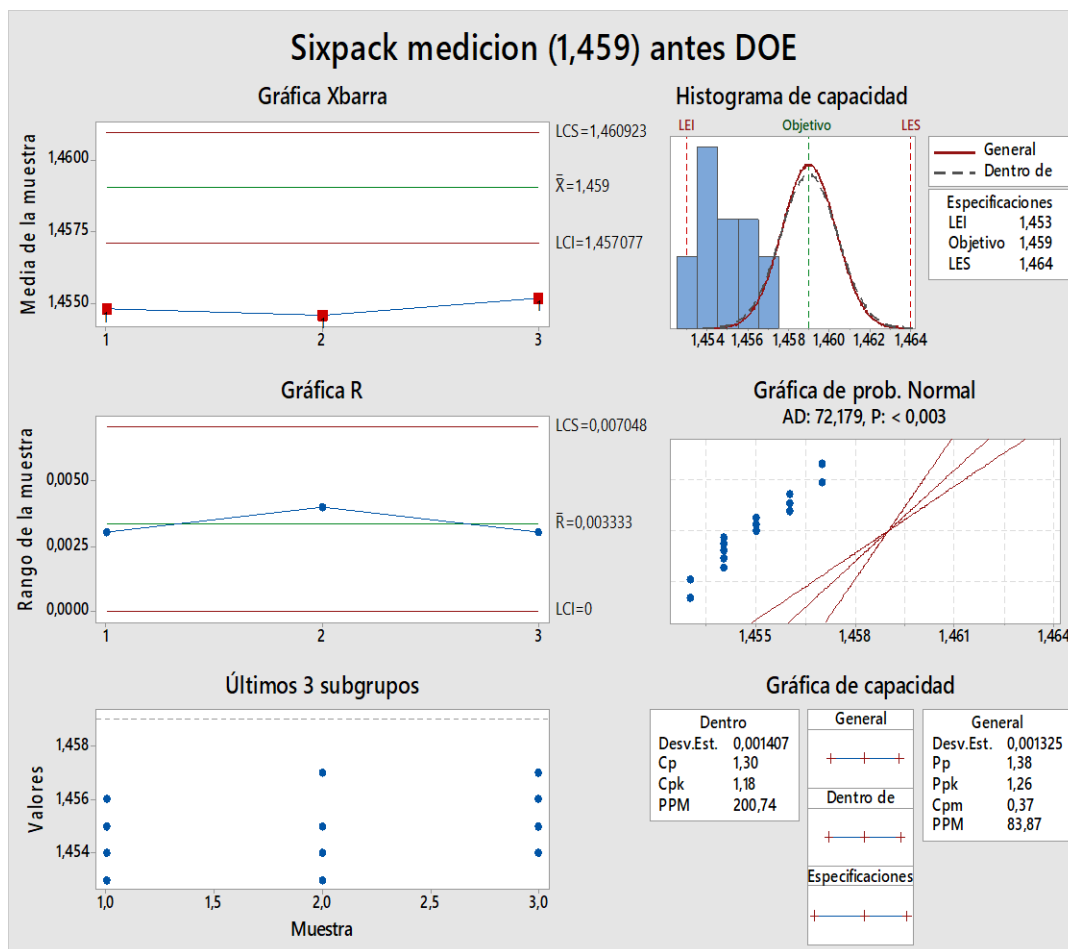 Sixpack medicion (1,459) antes DOE
Gráfica Xbarra
Media de la muestra
1,4600
1,4575
1,4550
1
2
3
LCS=1,460923
X̿=1,459
LCI=1,457077
Histograma de capacidad
LEI
Objetivo
LES
1,454
1,456
1,458
1,460
1,462
1,464
General
Dentro de
Especificaciones
LEI 1,453
Objetivo 1,459
LES 1,464
Gráfica R
Rango de la muestra
0,0050
0,0025
0,0000
1
2
3
LCS=0,007048
R̄=0,003333
LCI=0
Gráfica de prob. Normal
AD: 72,179, P: < 0,003
1,455
1,458
1,461
1,464
Últimos 3 subgrupos
Valores
1,458
1,456
1,454
1,0
1,5
2,0
2,5
3,0
Muestra
Gráfica de capacidad
Dentro
Desv.Est. 0,001407
Cp 1,30
Cpk 1,18
PPM 200,74
General
Dentro de
Especificaciones
General
Desv.Est. 0,001325
Pp 1,38
Ppk 1,26
Cpm 0,37
PPM 83,87